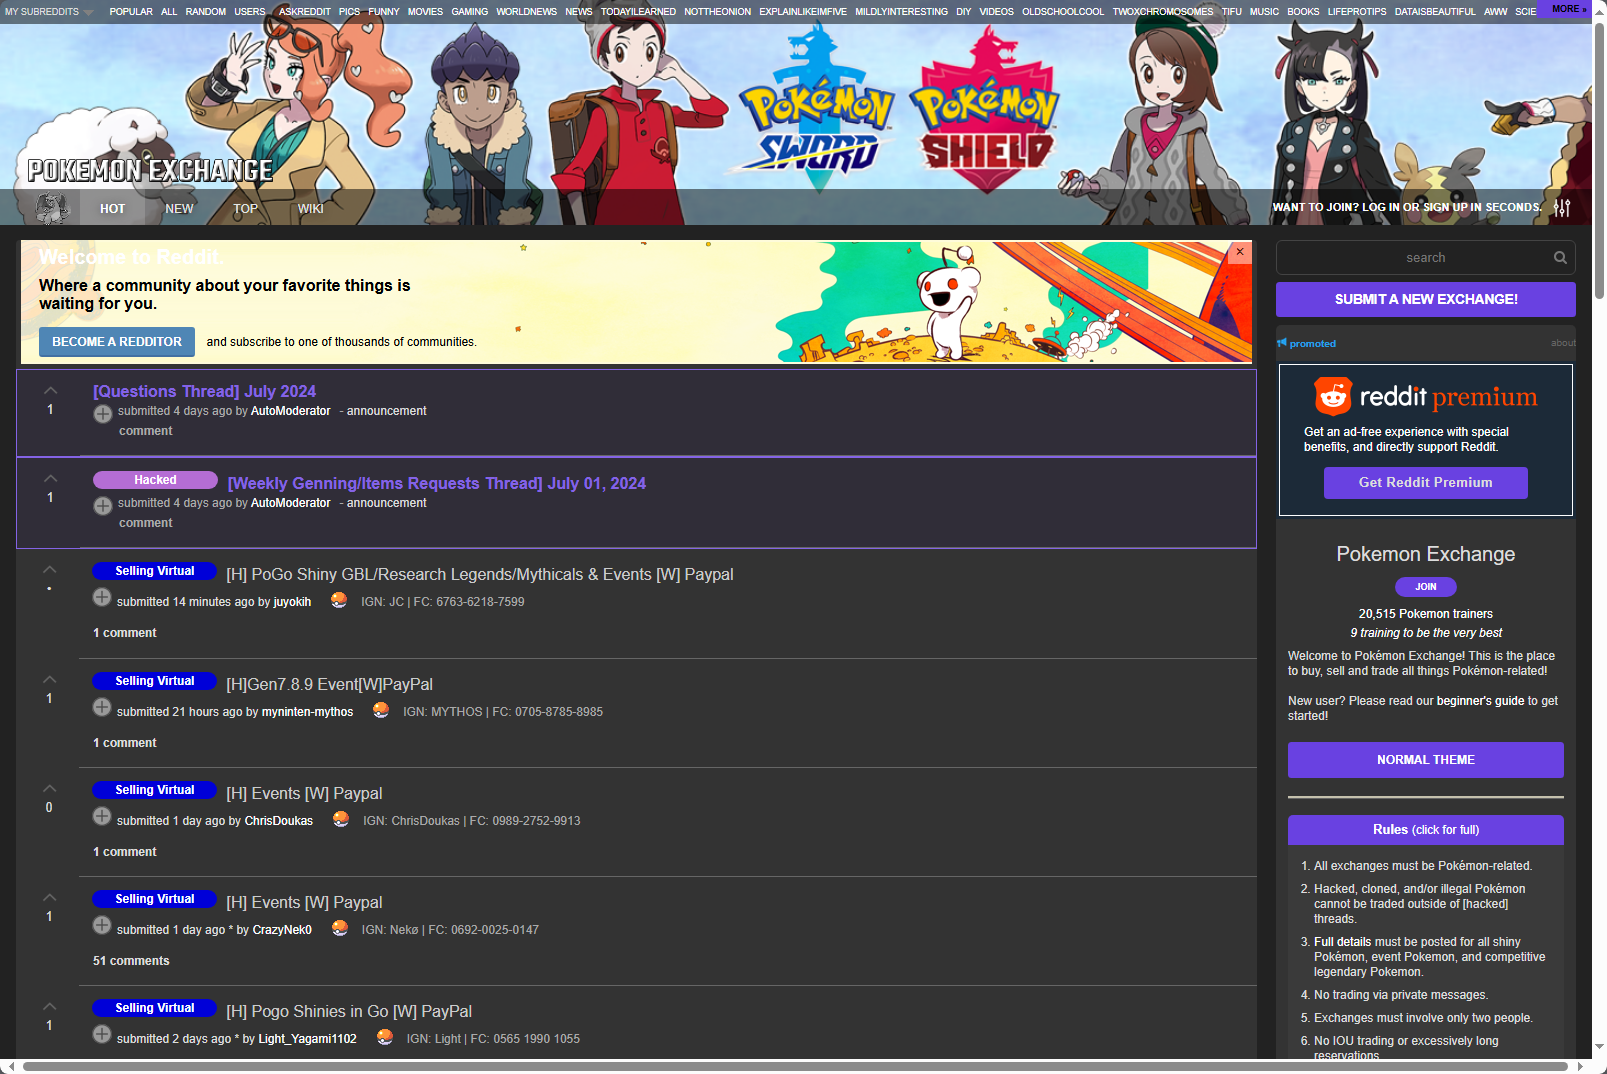 MY SUBREDDITS POPULAR ALL RANDOM USERS ASKREDDIT PICS FUNNY MOVIES GAMING WORLDNEWS NEWS TODAYILEARNED NOTTHEONION EXPLAINLIKEIMFIVE MILDLYINTERESTING DIY VIDEOS OLDSCHOOLCOOL TWOXCHROMOSOMES TIFU MUSIC BOOKS LIFEPROTIPS DATAISBEAUTIFUL AWW SCIE MORE »
POKéMON SWORD
POKéMON SHIELD
POKEMON EXCHANGE
HOT NEW TOP WIKI
WANT TO JOIN? LOG IN OR SIGN UP IN SECONDS.
Welcome to Reddit.
Where a community about your favorite things is
waiting for you.
BECOME A REDDITOR and subscribe to one of thousands of communities.
1
[Questions Thread] July 2024
submitted 4 days ago by AutoModerator - announcement
comment
1
Hacked [Weekly Genning/Items Requests Thread] July 01, 2024
submitted 4 days ago by AutoModerator - announcement
comment
•
Selling Virtual [H] PoGo Shiny GBL/Research Legends/Mythicals & Events [W] Paypal
submitted 14 minutes ago by juyokih IGN: JC | FC: 6763-6218-7599
1 comment
1
Selling Virtual [H]Gen7.8.9 Event[W]PayPal
submitted 21 hours ago by myninten-mythos IGN: MYTHOS | FC: 0705-8785-8985
1 comment
0
Selling Virtual [H] Events [W] Paypal
submitted 1 day ago by ChrisDoukas IGN: ChrisDoukas | FC: 0989-2752-9913
1 comment
1
Selling Virtual [H] Events [W] Paypal
submitted 1 day ago * by CrazyNek0 IGN: Nekø | FC: 0692-0025-0147
51 comments
1
Selling Virtual [H] Pogo Shinies in Go [W] PayPal
submitted 2 days ago * by Light_Yagami1102 IGN: Light | FC: 0565 1990 1055
search
SUBMIT A NEW EXCHANGE!
promoted about
reddit premium
Get an ad-free experience with special
benefits, and directly support Reddit.
Get Reddit Premium
Pokemon Exchange
JOIN
20,515 Pokemon trainers
9 training to be the very best
Welcome to Pokémon Exchange! This is the place
to buy, sell and trade all things Pokémon-related!
New user? Please read our beginner's guide to get
started!
NORMAL THEME
Rules (click for full)
1. All exchanges must be Pokémon-related.
2. Hacked, cloned, and/or illegal Pokémon
cannot be traded outside of [hacked]
threads.
3. Full details must be posted for all shiny
Pokémon, event Pokemon, and competitive
legendary Pokemon.
4. No trading via private messages.
5. Exchanges must involve only two people.
6. No IOU trading or excessively long
reservations